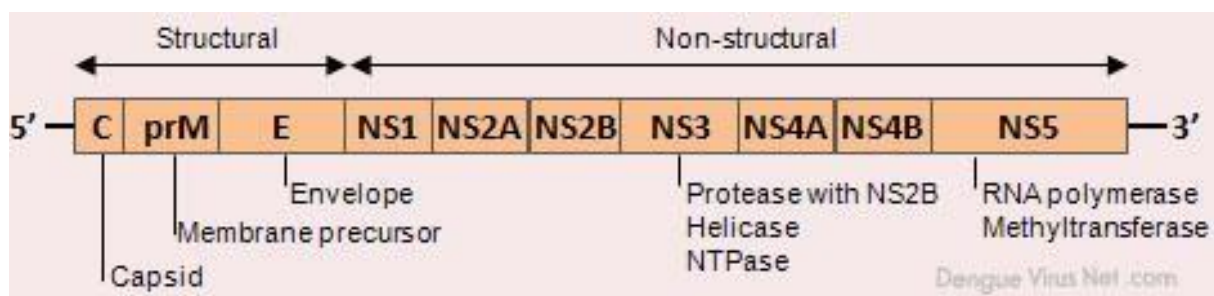 Structural Non-structural
5’ C prM E NS1 NS2A NS2B NS3 NS4A NS4B NS5 3’
Envelope
Membrane precursor
Capsid
Protease with NS2B
Helicase
NTPase
RNA polymerase
Methyltransferase
Dengue Virus Net.com